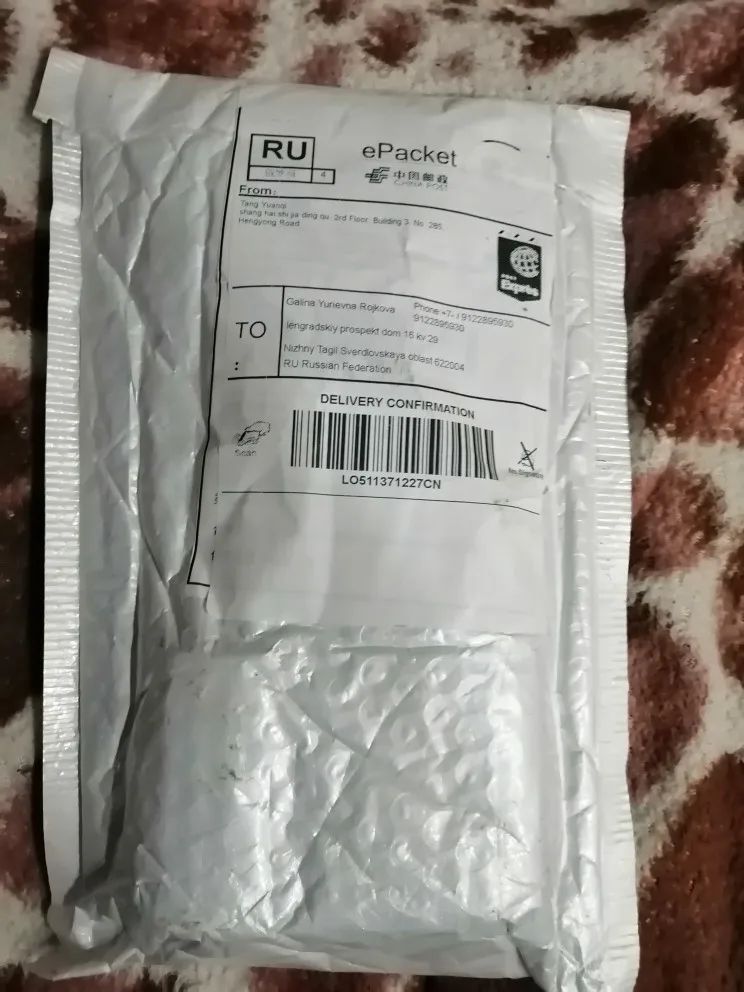 RU
4
ePacket
中国邮政
CHINA POST
From:
Tang Yuanqi
shang hai shi jia ding qu. 2rd Floor. Building 3. No. 285.
Hengyong Road
POST
Express
TO
:
Galina Yurievna Rojkova
Phone +7- / 9122895930
9122895930
lengradskiy prospekt dom 16 kv 29
Nizhny Tagil Sverdlovskaya oblast 622004
RU Russian Federation
DELIVERY CONFIRMATION
Scan
LO511371227CN